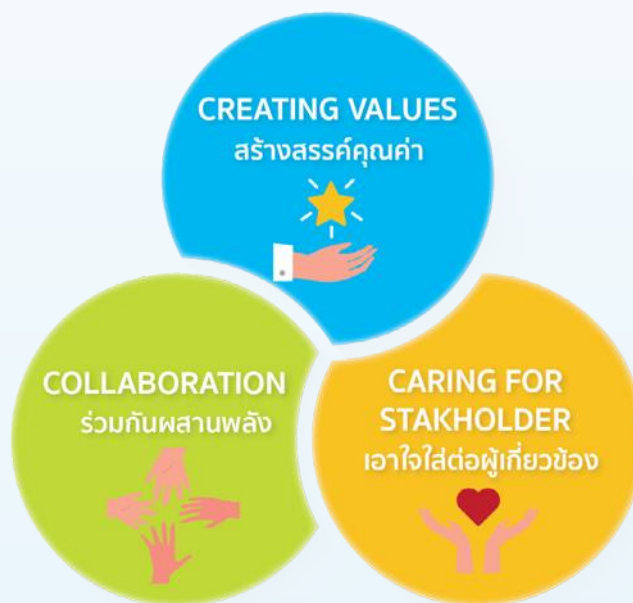 CREATING VALUES
สร้างสรรค์คุณค่า
COLLABORATION
ร่วมกันผสานพลัง
CARING FOR
STAKHOLDER
เอาใจใส่ต่อผู้เกี่ยวข้อง